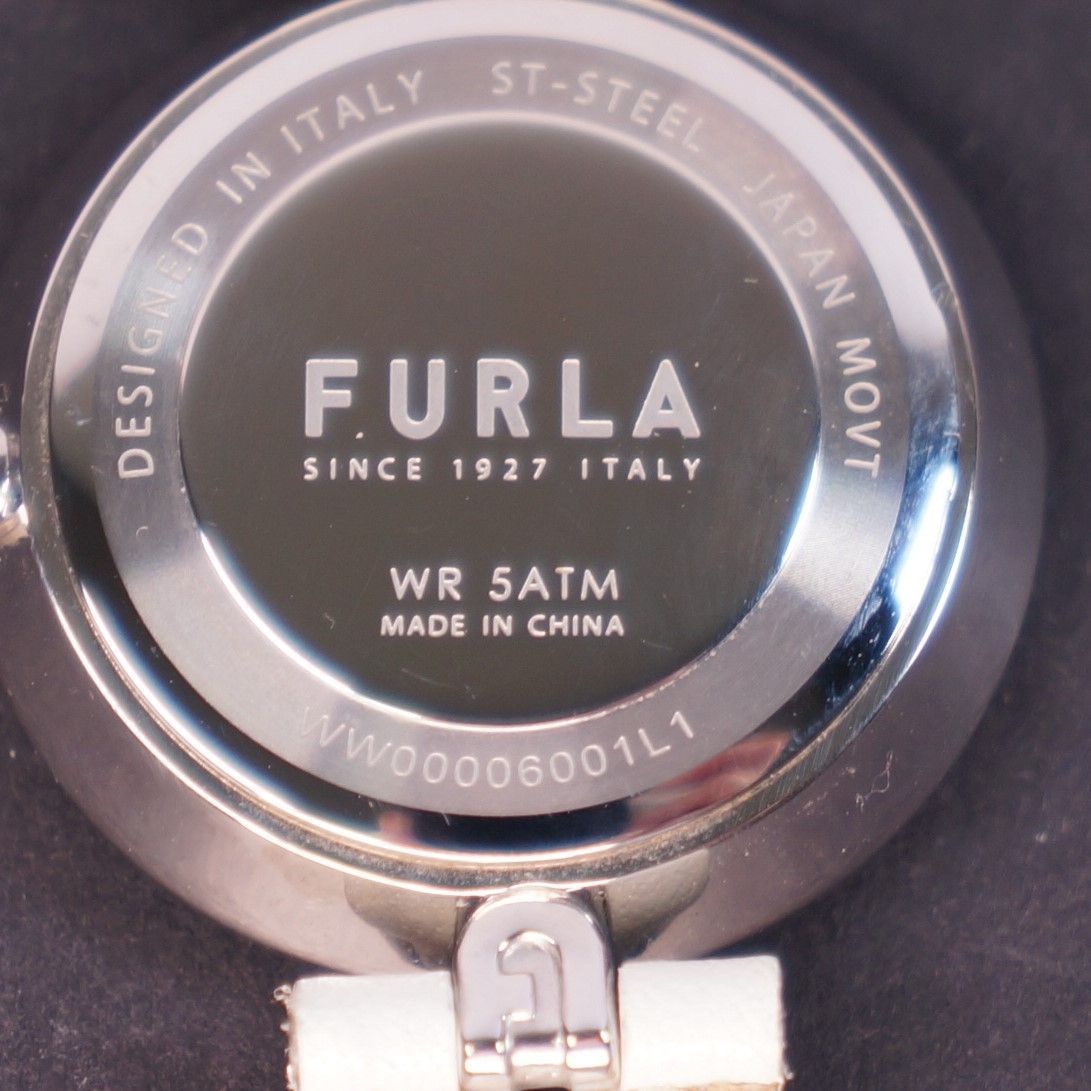 DESIGNED IN ITALY ST-STEEL JAPAN MOVT
FURLA
SINCE 1927 ITALY
WR 5ATM
MADE IN CHINA
WW00006001L1